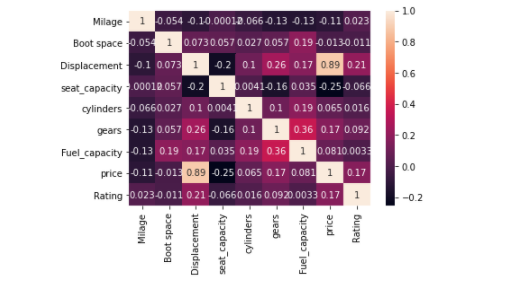 Milage 1 -0.054 -0.1 -0.00012 -0.066 -0.13 -0.13 -0.11 0.023
Boot space -0.054 1 0.073 0.057 0.027 0.057 0.19 -0.013 -0.011
Displacement -0.1 0.073 1 -0.2 0.1 0.26 0.17 0.89 0.21
seat_capacity 0.00012 0.057 -0.2 1 0.0041 -0.16 0.035 -0.25 -0.066
cylinders -0.066 0.027 0.1 0.0041 1 0.1 0.19 0.065 0.016
gears -0.13 0.057 0.26 -0.16 0.1 1 0.36 0.17 0.092
Fuel_capacity -0.13 0.19 0.17 0.035 0.19 0.36 1 0.081 0.0033
price -0.11 -0.013 0.89 -0.25 0.065 0.17 0.081 1 0.17
Rating 0.023 -0.011 0.21 -0.066 0.016 0.092 0.0033 0.17 1
Milage
Boot space
Displacement
seat_capacity
cylinders
gears
Fuel_capacity
price
Rating
1.0
0.8
0.6
0.4
0.2
0.0
−0.2